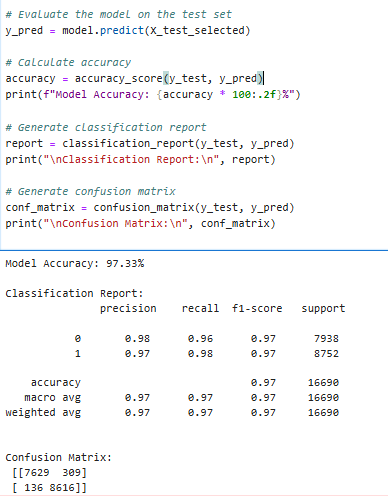 # Evaluate the model on the test set
y_pred = model.predict(X_test_selected)
# Calculate accuracy
accuracy = accuracy_score(y_test, y_pred)
print(f"Model Accuracy: {accuracy * 100:.2f}%")
# Generate classification report
report = classification_report(y_test, y_pred)
print("\nClassification Report:\n", report)
# Generate confusion matrix
conf_matrix = confusion_matrix(y_test, y_pred)
print("\nConfusion Matrix:\n", conf_matrix)
Model Accuracy: 97.33%
Classification Report:
precision recall f1-score support
0 0.98 0.96 0.97 7938
1 0.97 0.98 0.97 8752
accuracy 0.97 16690
macro avg 0.97 0.97 0.97 16690
weighted avg 0.97 0.97 0.97 16690
Confusion Matrix:
[[7629 309]
[ 136 8616]]